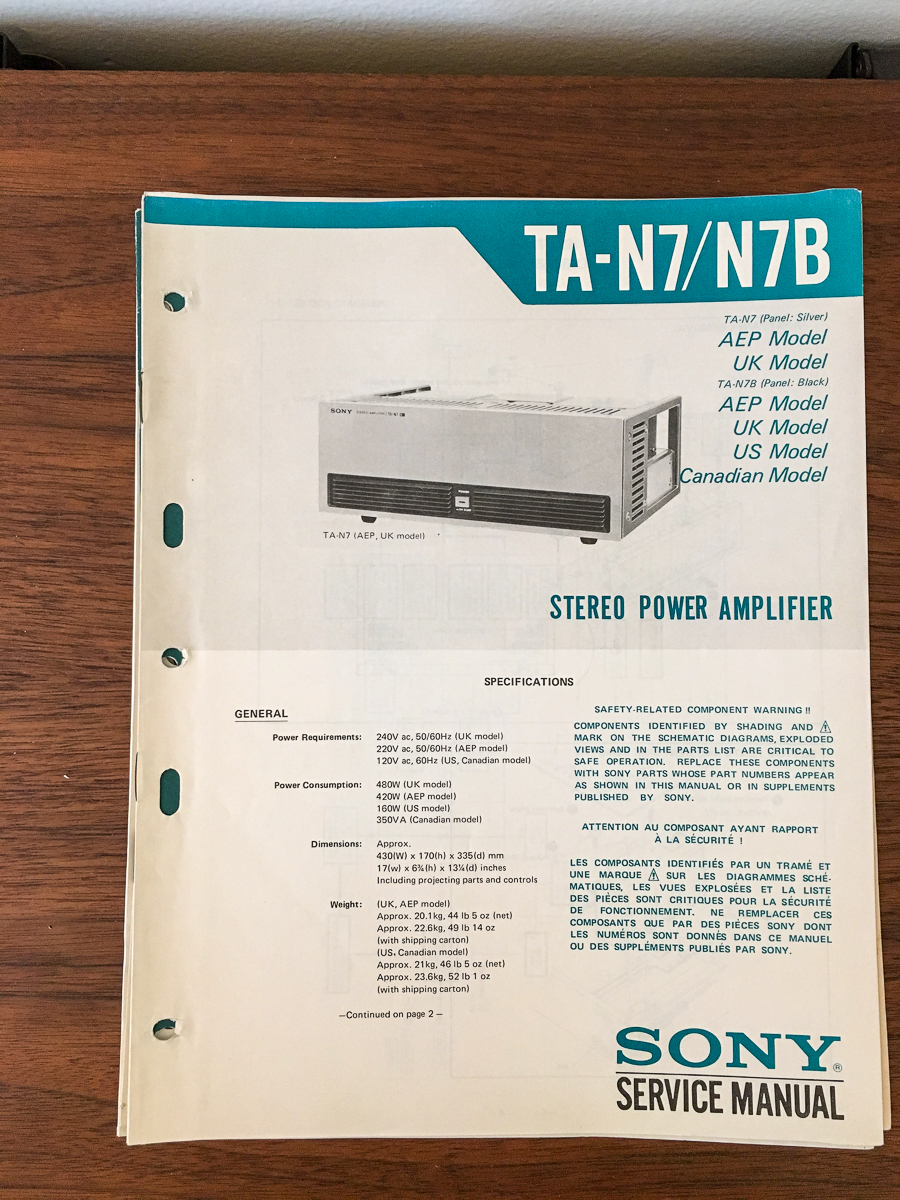 TA-N7/N7B
TA-N7 (Panel: Silver)
AEP Model
UK Model
TA-N7B (Panel: Black)
AEP Model
UK Model
US Model
Canadian Model
SONY STEREO AMPLIFIER TA-N7
POWER
TA-N7 (AEP, UK model)
STEREO POWER AMPLIFIER
SPECIFICATIONS
GENERAL
Power Requirements: 240V ac, 50/60Hz (UK model)
220V ac, 50/60Hz (AEP model)
120V ac, 60Hz (US, Canadian model)
Power Consumption: 480W (UK model)
420W (AEP model)
160W (US model)
350VA (Canadian model)
Dimensions: Approx.
430(W) x 170(h) x 335(d) mm
17(w) x 6¾(h) x 13¼(d) inches
Including projecting parts and controls
Weight: (UK, AEP model)
Approx. 20.1kg, 44 lb 5 oz (net)
Approx. 22.6kg, 49 lb 14 oz
(with shipping carton)
(US, Canadian model)
Approx. 21kg, 46 lb 5 oz (net)
Approx. 23.6kg, 52 lb 1 oz
(with shipping carton)
—Continued on page 2 —
SAFETY-RELATED COMPONENT WARNING !!
COMPONENTS IDENTIFIED BY SHADING AND ⚠
MARK ON THE SCHEMATIC DIAGRAMS, EXPLODED
VIEWS AND IN THE PARTS LIST ARE CRITICAL TO
SAFE OPERATION. REPLACE THESE COMPONENTS
WITH SONY PARTS WHOSE PART NUMBERS APPEAR
AS SHOWN IN THIS MANUAL OR IN SUPPLEMENTS
PUBLISHED BY SONY.
ATTENTION AU COMPOSANT AYANT RAPPORT
À LA SÉCURITÉ !
LES COMPOSANTS IDENTIFIÉS PAR UN TRAMÉ ET
UNE MARQUE ⚠ SUR LES DIAGRAMMES SCHÉ-
MATIQUES, LES VUES EXPLOSÉES ET LA LISTE
DES PIÈCES SONT CRITIQUES POUR LA SÉCURITÉ
DE FONCTIONNEMENT. NE REMPLACER CES
COMPOSANTS QUE PAR DES PIÈCES SONY DONT
LES NUMÉROS SONT DONNÉS DANS CE MANUEL
OU DES SUPPLÉMENTS PUBLIÉS PAR SONY.
SONY®
SERVICE MANUAL